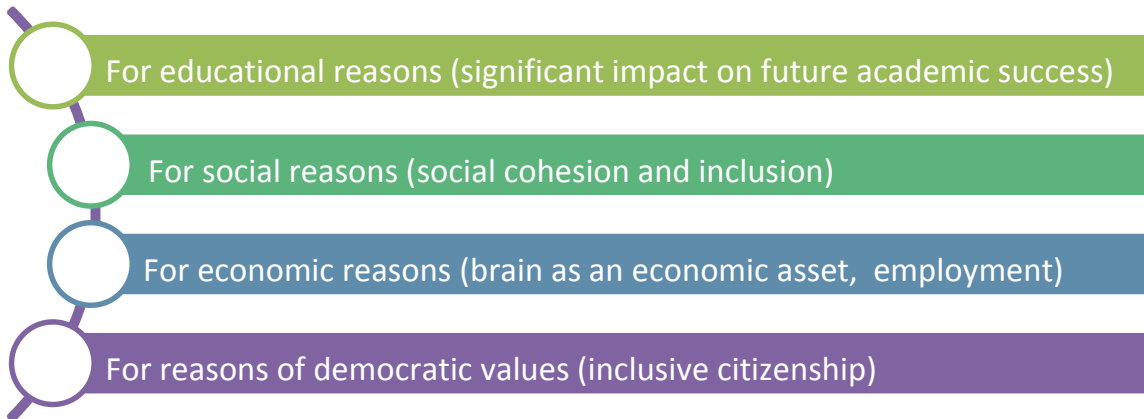 For educational reasons (significant impact on future academic success)
For social reasons (social cohesion and inclusion)
For economic reasons (brain as an economic asset,  employment)
For reasons of democratic values (inclusive citizenship)